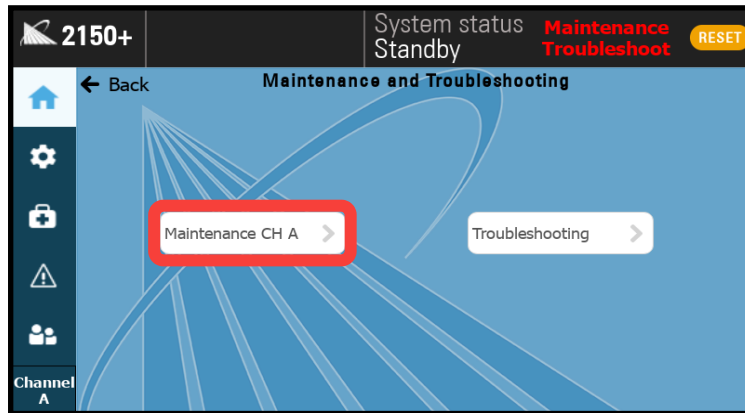 2150+
System status
Standby
Maintenance
Troubleshoot
RESET
← Back
Maintenance and Troubleshooting
Maintenance CH A
Troubleshooting
Channel
A